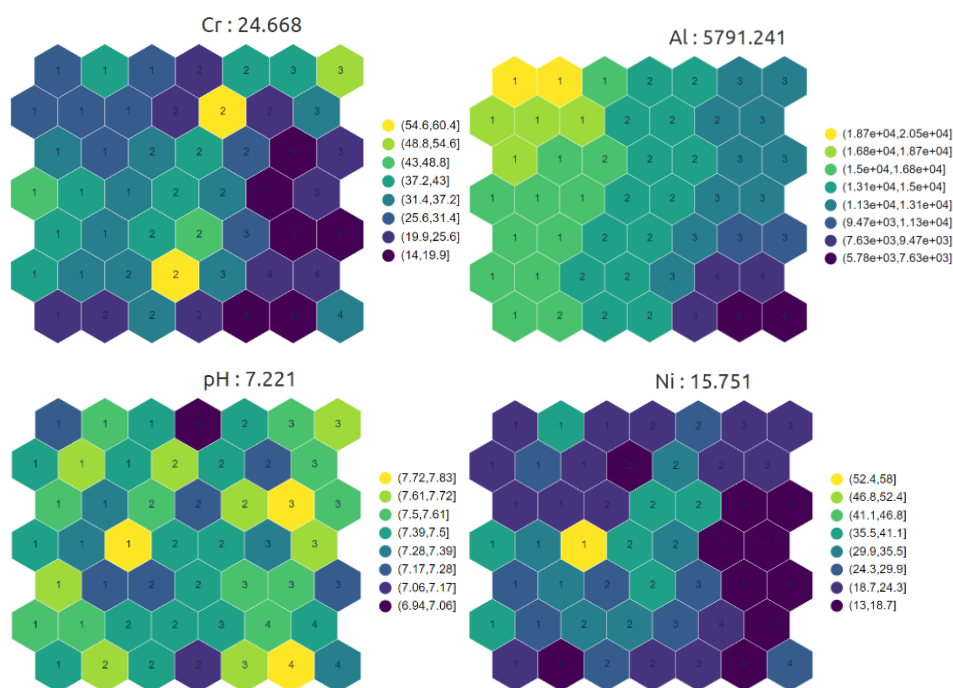 Cr : 24.668
1 1 1 2 2 3 3
1 1 1 2 2 2 3
1 1 2 2 2 3
1 1 1 2 2 3
1 1 2 2 3
1 1 2 2 3 4 4
1 2 2 2 4
(54.6,60.4]
(48.8,54.6]
(43,48.8]
(37.2,43]
(31.4,37.2]
(25.6,31.4]
(19.9,25.6]
(14,19.9]
Al : 5791.241
1 1 1 2 2 3 3
1 1 1 2 2 2 3
1 1 1 2 2 3 3
1 1 1 2 2 3 3
1 1 2 2 3 3 3
1 1 2 2 3 4 4
1 2 2 2 3
(1.87e+04,2.05e+04]
(1.68e+04,1.87e+04]
(1.5e+04,1.68e+04]
(1.31e+04,1.5e+04]
(1.13e+04,1.31e+04]
(9.47e+03,1.13e+04]
(7.63e+03,9.47e+03]
(5.78e+03,7.63e+03]
pH : 7.221
1 1 1 2 3 3
1 1 1 2 2 2 3
1 1 2 2 2 3 3
1 1 1 2 2 3 3
1 1 2 2 3 3 3
1 1 2 2 3 4 4
1 2 2 2 3 4 4
(7.72,7.83]
(7.61,7.72]
(7.5,7.61]
(7.39,7.5]
(7.28,7.39]
(7.17,7.28]
(7.06,7.17]
(6.94,7.06]
Ni : 15.751
1 1 1 2 2 3 3
1 1 1 2 2 3
1 1 2 2 2
1 1 1 2 2
1 1 2 2 3
1 1 2 2 3 4
1 2 2 3 4
(52.4,58]
(46.8,52.4]
(41.1,46.8]
(35.5,41.1]
(29.9,35.5]
(24.3,29.9]
(18.7,24.3]
(13,18.7]